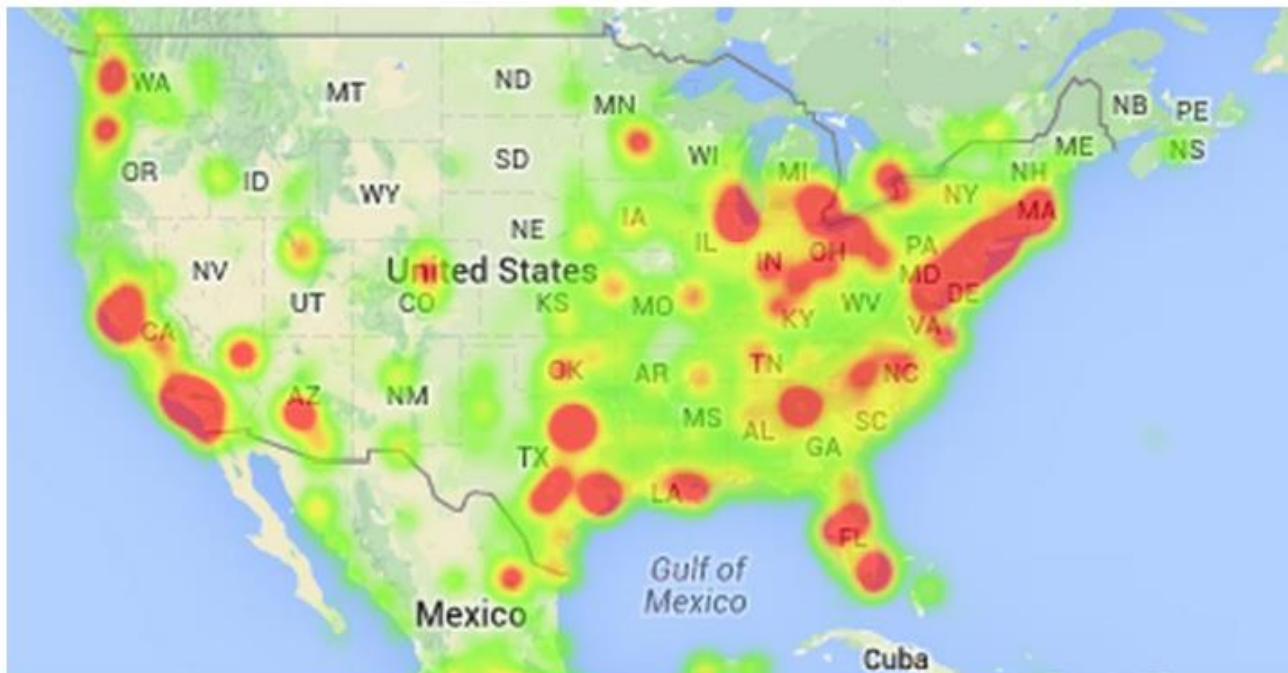 WA
MT
ND
MN
NB
PE
NS
ME
OR
ID
SD
WI
MI
NH
WY
NY
MA
IA
NE
IL
OH
PA
NV
United States
IN
MD
UT
CO
KS
MO
WV
DE
CA
KY
VA
OK
AR
TN
NC
AZ
NM
MS
AL
SC
GA
TX
LA
FL
Gulf of
Mexico
Mexico
Cuba